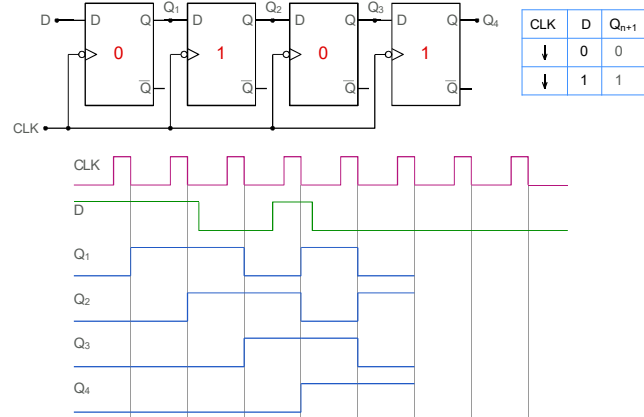 D D Q Q₁ D Q Q₂ D Q Q₃ D Q Q₄
0 1 0 1
Q̅ Q̅ Q̅ Q̅
CLK
CLK D Qₙ₊₁
↓ 0 0
↓ 1 1
CLK
D
Q₁
Q₂
Q₃
Q₄